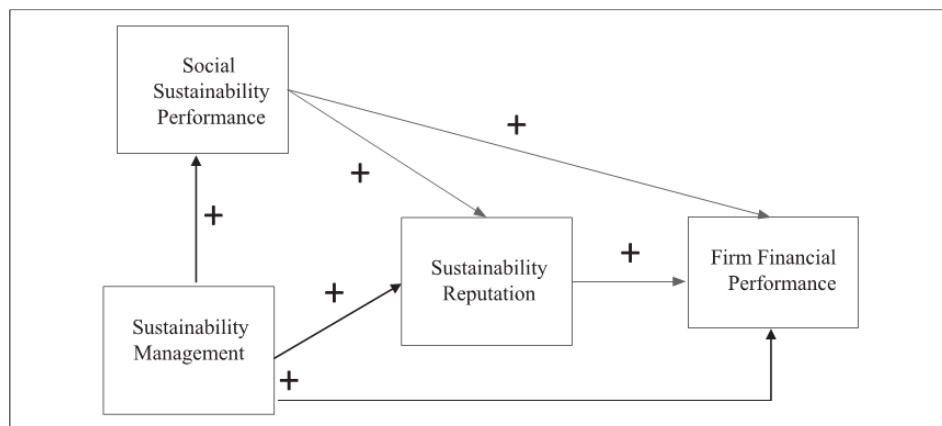 Social
Sustainability
Performance
+
+
+
Sustainability
Reputation
+
Firm Financial
Performance
+
Sustainability
Management
+